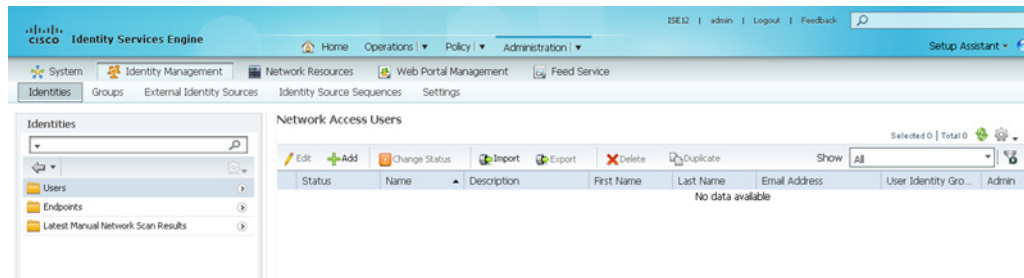 ISE12 | admin | Logout | Feedback
CISCO Identity Services Engine
Home Operations Policy Administration
Setup Assistant
System Identity Management Network Resources Web Portal Management Feed Service
Identities Groups External Identity Sources Identity Source Sequences Settings
Identities
Users
Endpoints
Latest Manual Network Scan Results
Network Access Users
Selected 0 | Total 0
Edit Add Change Status Import Export Delete Duplicate Show All
Status Name Description First Name Last Name Email Address User Identity Gro... Admin
No data available